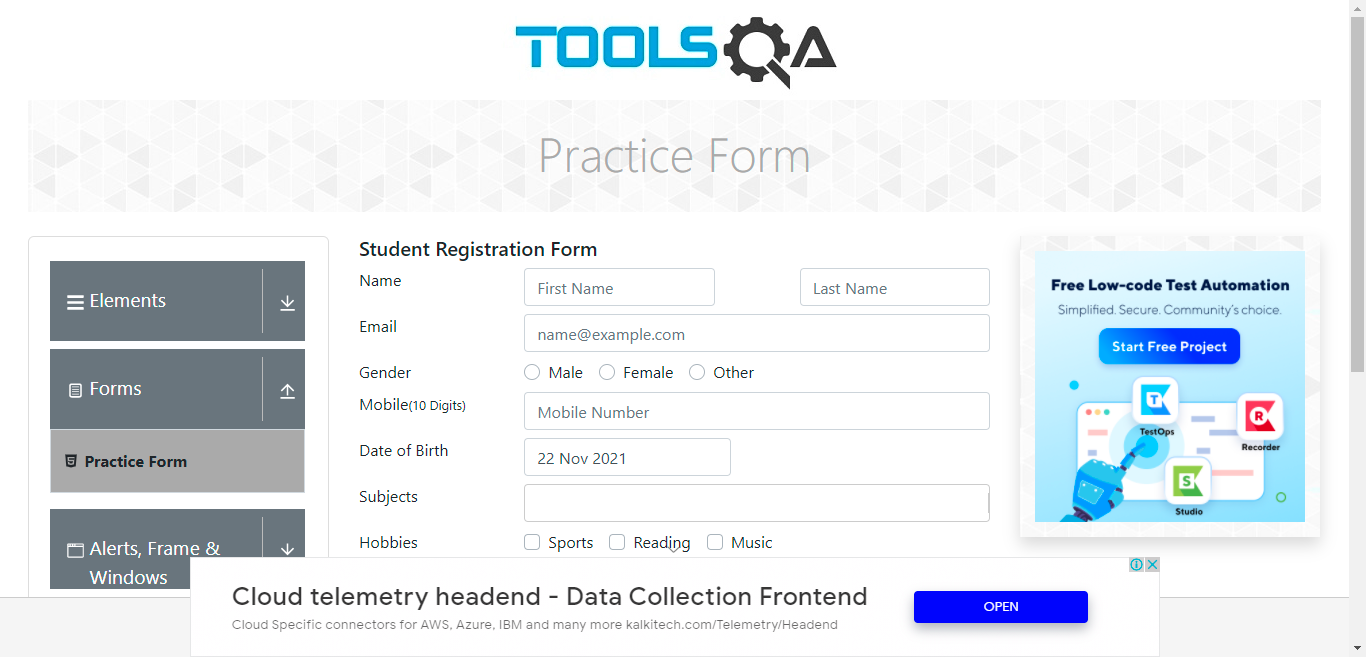 TOOLSQA
Practice Form
Elements
Forms
Practice Form
Alerts, Frame &
Windows
Student Registration Form
Name
First Name
Last Name
Email
name@example.com
Gender
Male
Female
Other
Mobile(10 Digits)
Mobile Number
Date of Birth
22 Nov 2021
Subjects
Hobbies
Sports
Reading
Music
Free Low-code Test Automation
Simplified. Secure. Community's choice.
Start Free Project
T
TestOps
R
Recorder
S
Studio
Cloud telemetry headend - Data Collection Frontend
Cloud Specific connectors for AWS, Azure, IBM and many more kalkitech.com/Telemetry/Headend
OPEN